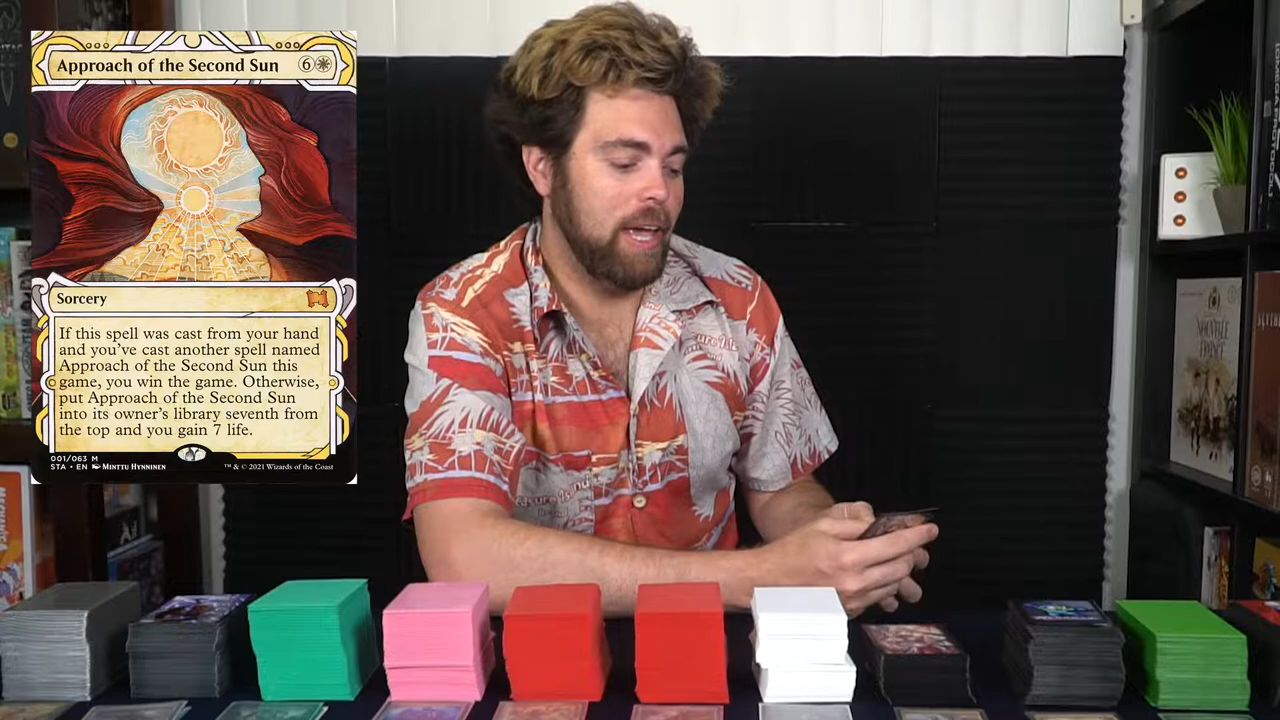 Approach of the Second Sun 6
Sorcery
If this spell was cast from your hand
and you've cast another spell named
Approach of the Second Sun this
game, you win the game. Otherwise,
put Approach of the Second Sun
into its owner's library seventh from
the top and you gain 7 life.
001/063 M
STA • EN Minttu Hynninen
™ & © 2021 Wizards of the Coast